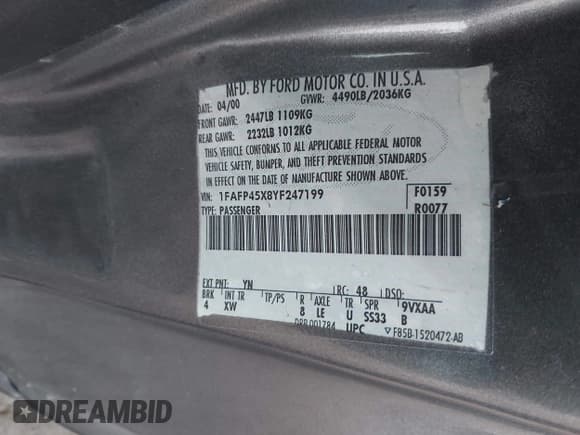 MFD. BY FORD MOTOR CO. IN U.S.A.
DATE: 04/00 GVWR: 4490LB/2036KG
FRONT GAWR: 2447LB 1109KG
REAR GAWR: 2232LB 1012KG
THIS VEHICLE CONFORMS TO ALL APPLICABLE FEDERAL MOTOR
VEHICLE SAFETY, BUMPER, AND THEFT PREVENTION STANDARDS
IN EFFECT ON THE DATE OF MANUFACTURE SHOWN ABOVE.
VIN: 1FAFP45X8YF247199 F0159
TYPE: PASSENGER R0077
EXT PNT: YN RC: 48 DSO:
BRK INT TR TP/PS R AXLE TR SPR 9VXAA
4 XW 8 LE U SS33 B
UPC ▽ F85B-1520472-AB
DREAMBID